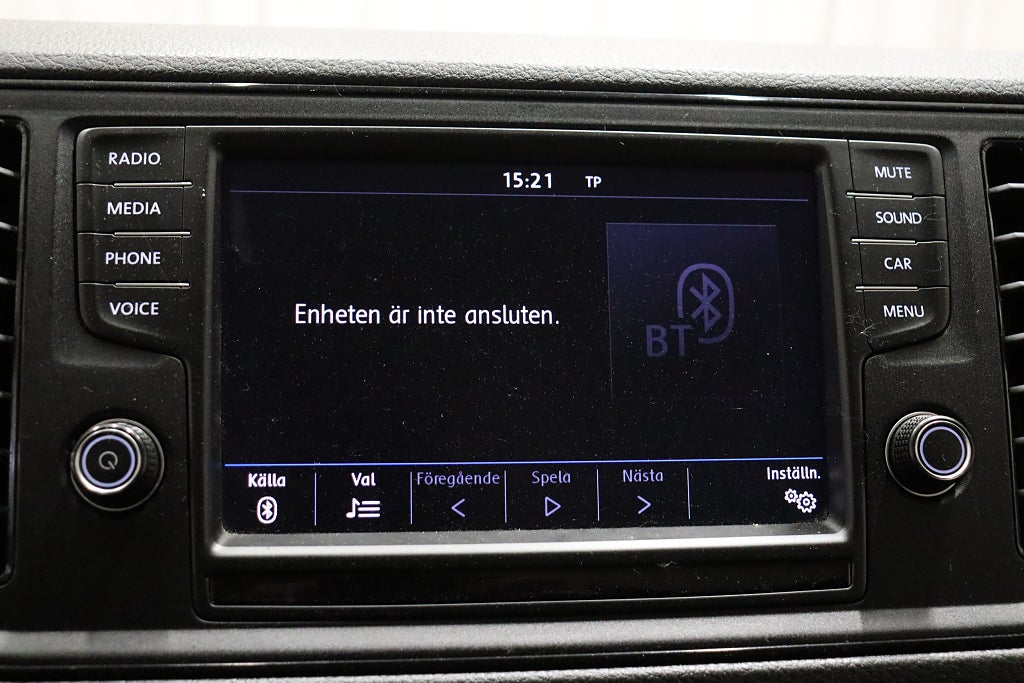 RADIO
MEDIA
PHONE
VOICE
15:21 TP
Enheten är inte ansluten.
BT
Källa
Val
Föregående
Spela
Nästa
Inställn.
MUTE
SOUND
CAR
MENU